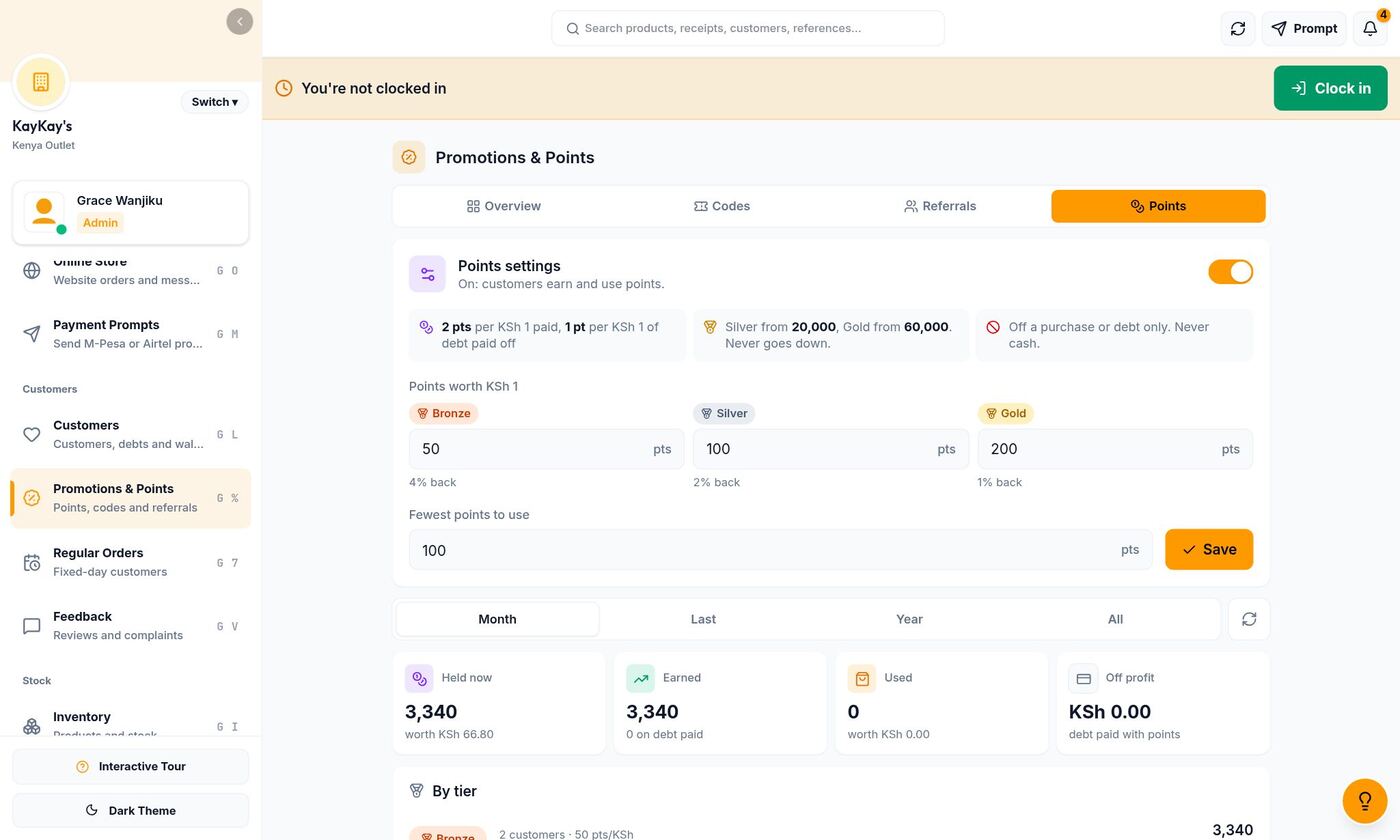 Search products, receipts, customers, references...
Prompt
4
You're not clocked in
Clock in
Switch ▾
KayKay's
Kenya Outlet
Grace Wanjiku
Admin
Online Store
G O
Website orders and mess...
Payment Prompts
G M
Send M-Pesa or Airtel pro...
Customers
Customers
G L
Customers, debts and wal...
Promotions & Points
G %
Points, codes and referrals
Regular Orders
G 7
Fixed-day customers
Feedback
G V
Reviews and complaints
Stock
Inventory
G I
Products and stock
Interactive Tour
Dark Theme
Promotions & Points
Overview
Codes
Referrals
Points
Points settings
On: customers earn and use points.
2 pts per KSh 1 paid, 1 pt per KSh 1 of
debt paid off
Silver from 20,000, Gold from 60,000.
Never goes down.
Off a purchase or debt only. Never
cash.
Points worth KSh 1
Bronze
Silver
Gold
50 pts
100 pts
200 pts
4% back
2% back
1% back
Fewest points to use
100 pts
Save
Month
Last
Year
All
Held now
3,340
worth KSh 66.80
Earned
3,340
0 on debt paid
Used
0
worth KSh 0.00
Off profit
KSh 0.00
debt paid with points
By tier
Bronze
2 customers · 50 pts/KSh
3,340